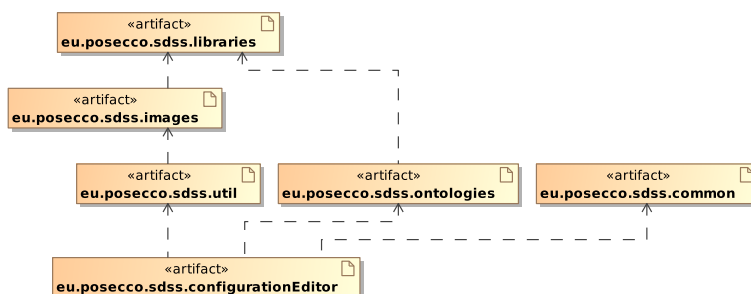 «artifact»
eu.posecco.sdss.libraries
«artifact»
eu.posecco.sdss.images
«artifact»
eu.posecco.sdss.util
«artifact»
eu.posecco.sdss.ontologies
«artifact»
eu.posecco.sdss.common
«artifact»
eu.posecco.sdss.configurationEditor